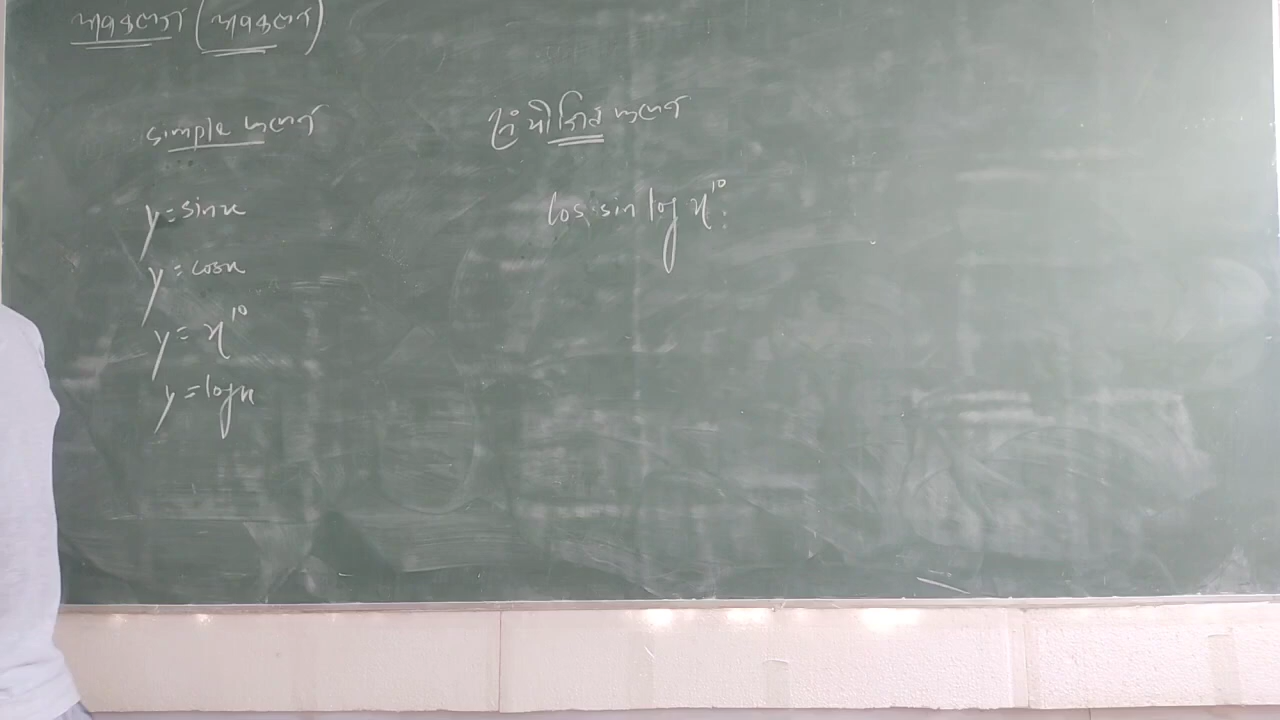 অবকলন (অবকলন)
simple ফলন
y = sinx
y = cosx
y = x¹⁰
y = logx
ফলন
cos sin log x¹⁰